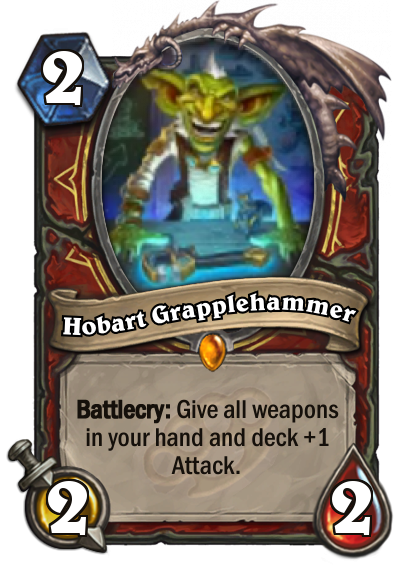 2
Hobart Grapplehammer
Battlecry: Give all weapons
in your hand and deck +1
Attack.
2 2